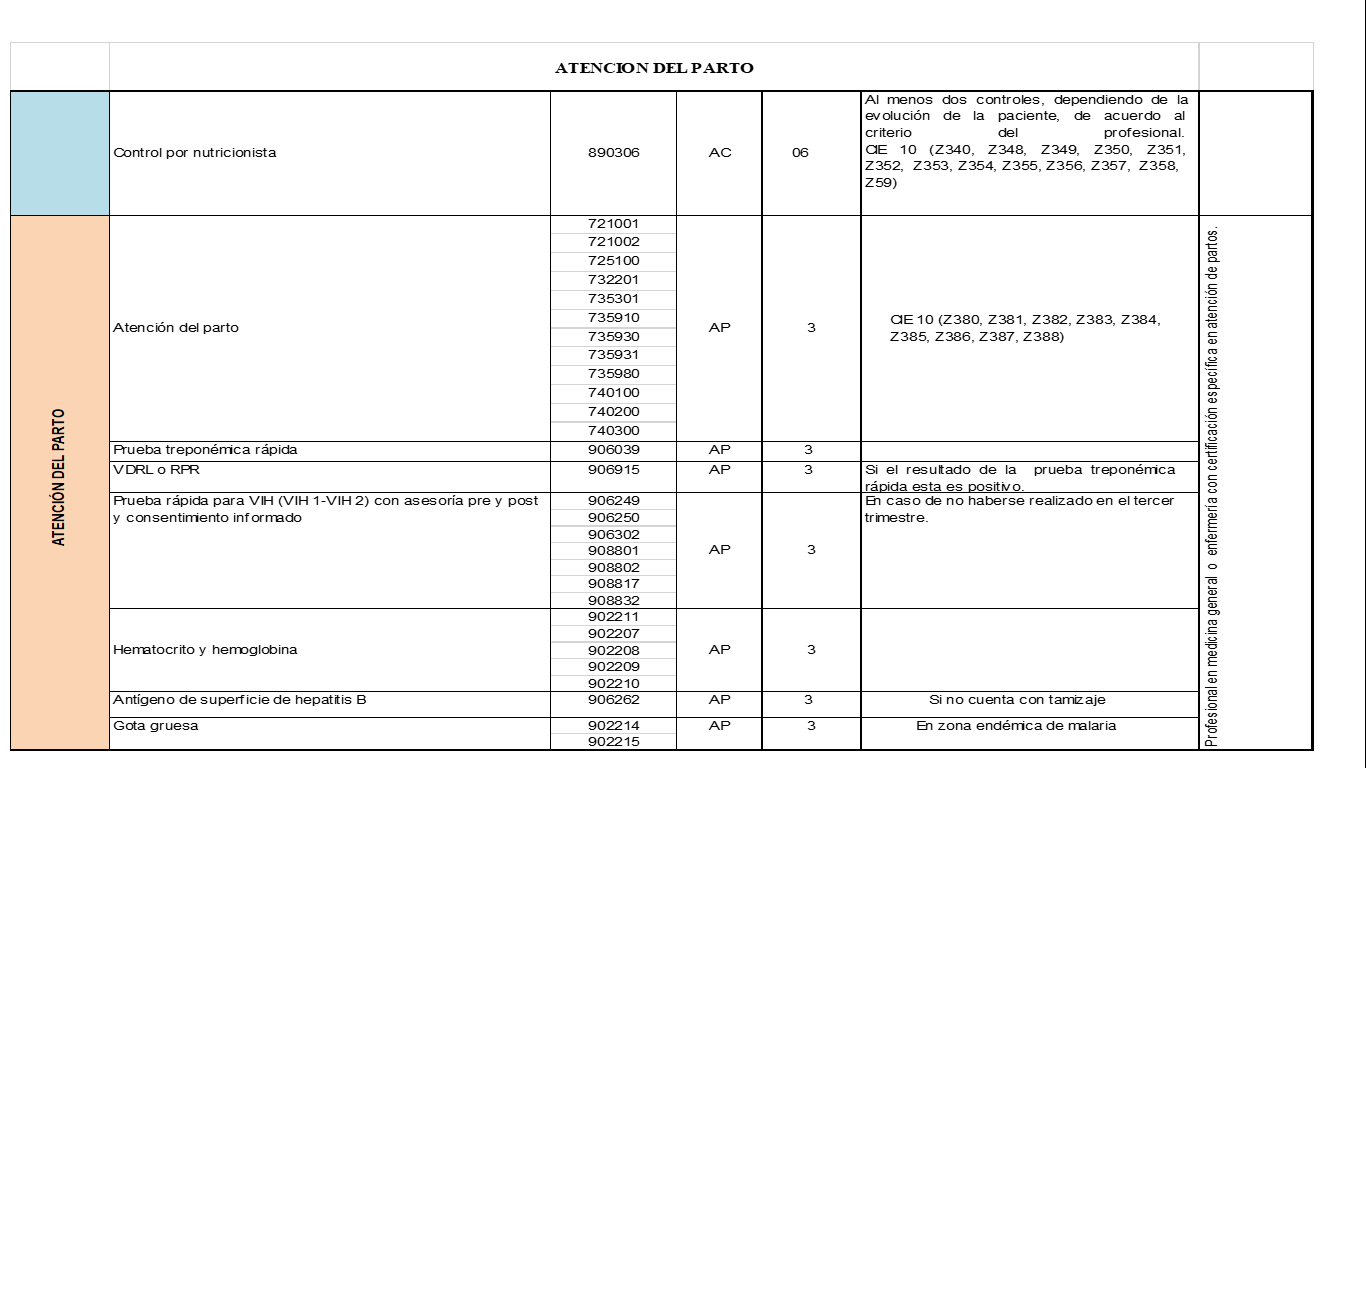 ATENCION DEL PARTO
Control por nutricionista
890306
AC
06
Al menos dos controles, dependiendo de la
evolución de la paciente, de acuerdo al
criterio del profesional.
CIE 10 (Z340, Z348, Z349, Z350, Z351,
Z352, Z353, Z354, Z355, Z356, Z357, Z358,
Z59)
ATENCIÓN DEL PARTO
Atención del parto
721001
721002
725100
732201
735301
735910
735930
735931
735980
740100
740200
740300
AP
3
CIE 10 (Z380, Z381, Z382, Z383, Z384,
Z385, Z386, Z387, Z388)
Profesional en medicina general o enfermería con certificación específica en atención de partos.
Prueba treponémica rápida
906039
AP
3
VDRL o RPR
906915
AP
3
Si el resultado de la prueba treponémica
rápida esta es positivo.
Prueba rápida para VIH (VIH 1-VIH 2) con asesoría pre y post
y consentimiento informado
906249
906250
906302
908801
908802
908817
908832
AP
3
En caso de no haberse realizado en el tercer
trimestre.
Hematocrito y hemoglobina
902211
902207
902208
902209
902210
AP
3
Antígeno de superficie de hepatitis B
906262
AP
3
Si no cuenta con tamizaje
Gota gruesa
902214
902215
AP
3
En zona endémica de malaria